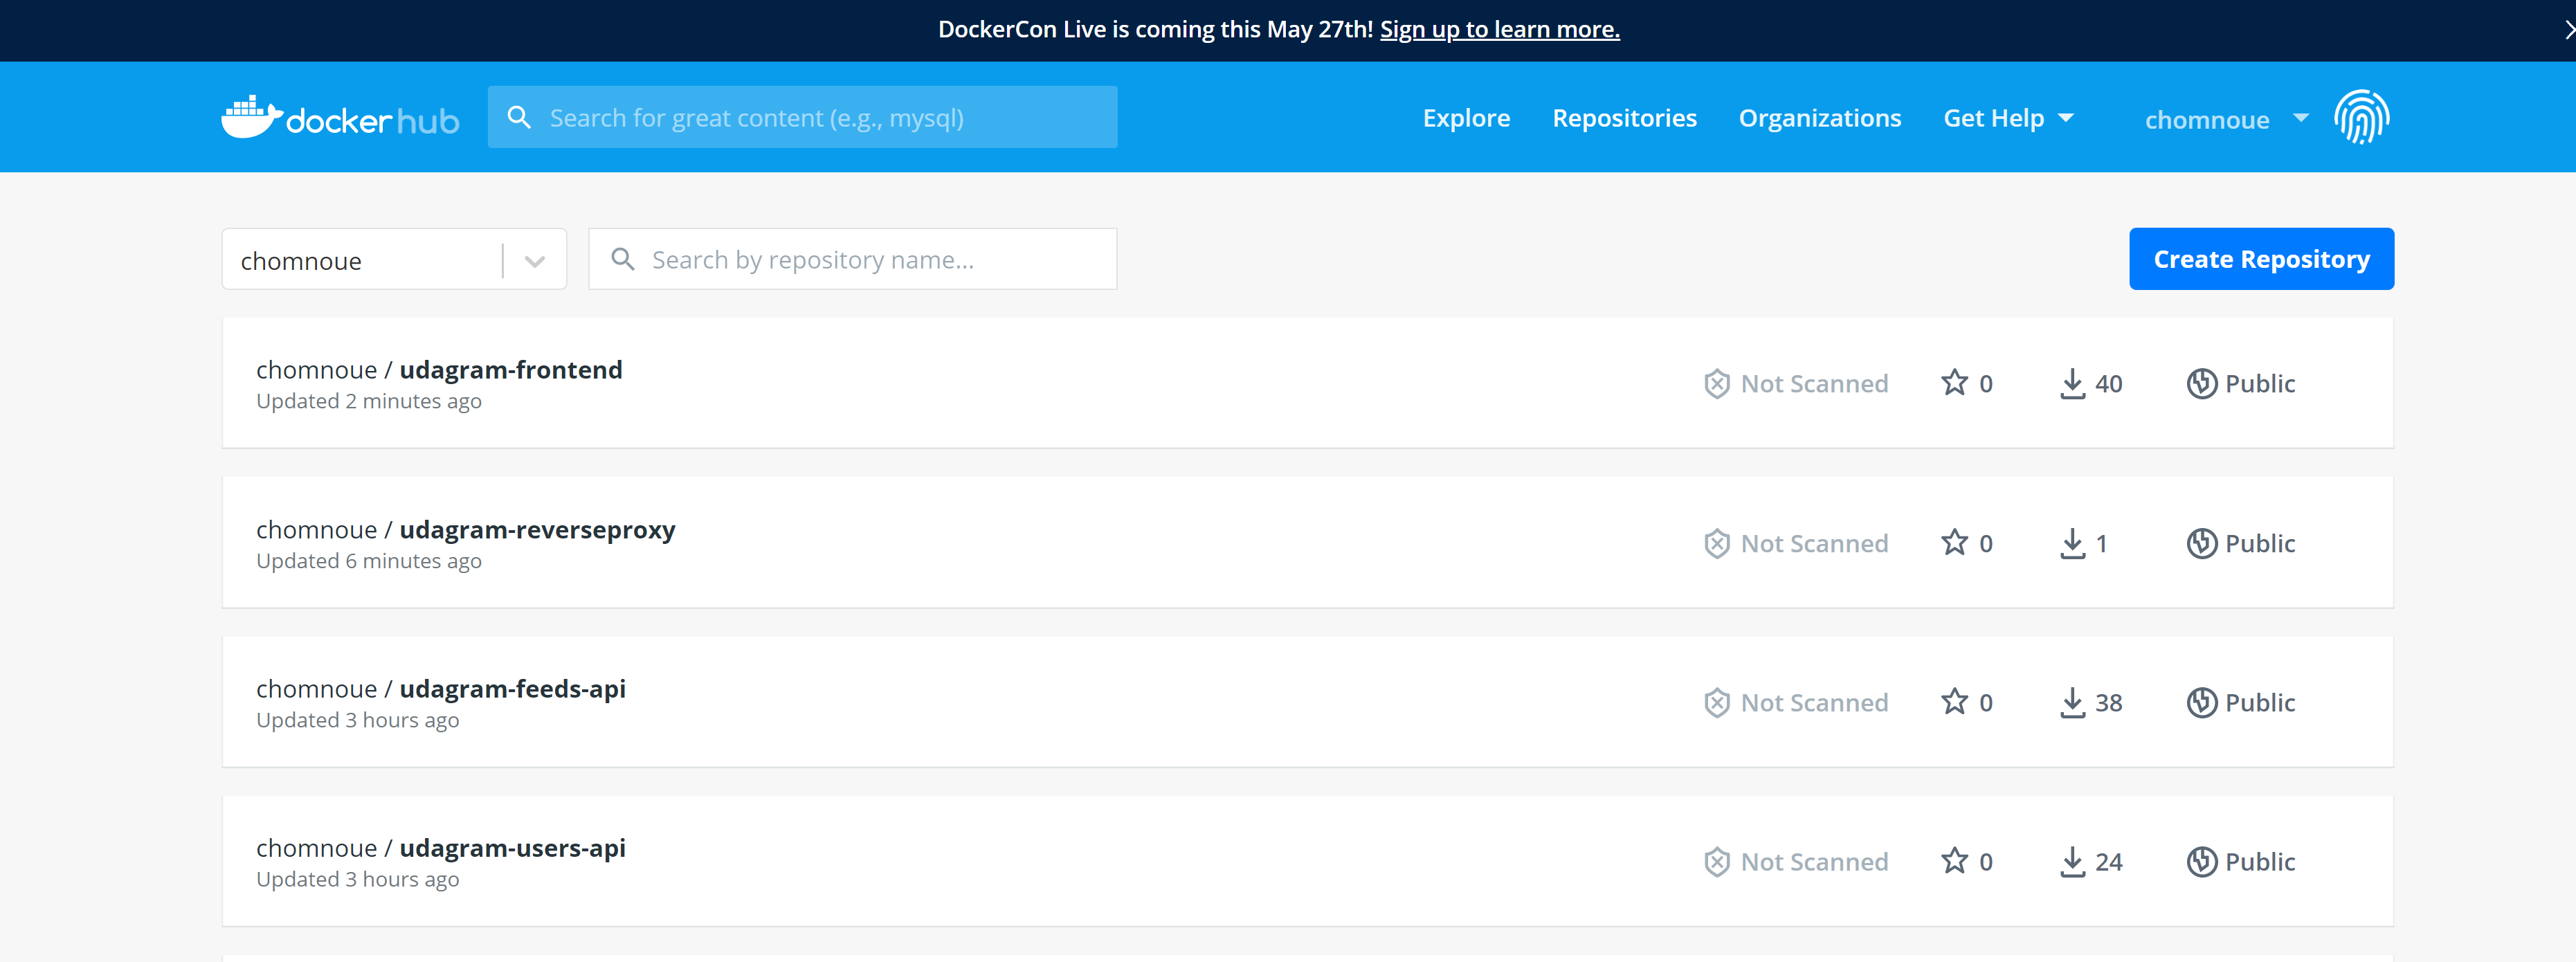 DockerCon Live is coming this May 27th! Sign up to learn more.
docker hub Search for great content (e.g., mysql) Explore Repositories Organizations Get Help chomnoue
chomnoue Search by repository name... Create Repository
chomnoue / udagram-frontend
Updated 2 minutes ago
Not Scanned 0 40 Public
chomnoue / udagram-reverseproxy
Updated 6 minutes ago
Not Scanned 0 1 Public
chomnoue / udagram-feeds-api
Updated 3 hours ago
Not Scanned 0 38 Public
chomnoue / udagram-users-api
Updated 3 hours ago
Not Scanned 0 24 Public